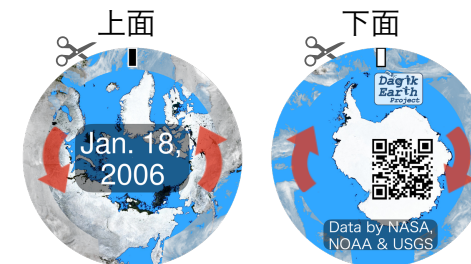 上面
下面
Jan. 18,
2006
Dagik
Earth
Project
Data by NASA,
NOAA & USGS